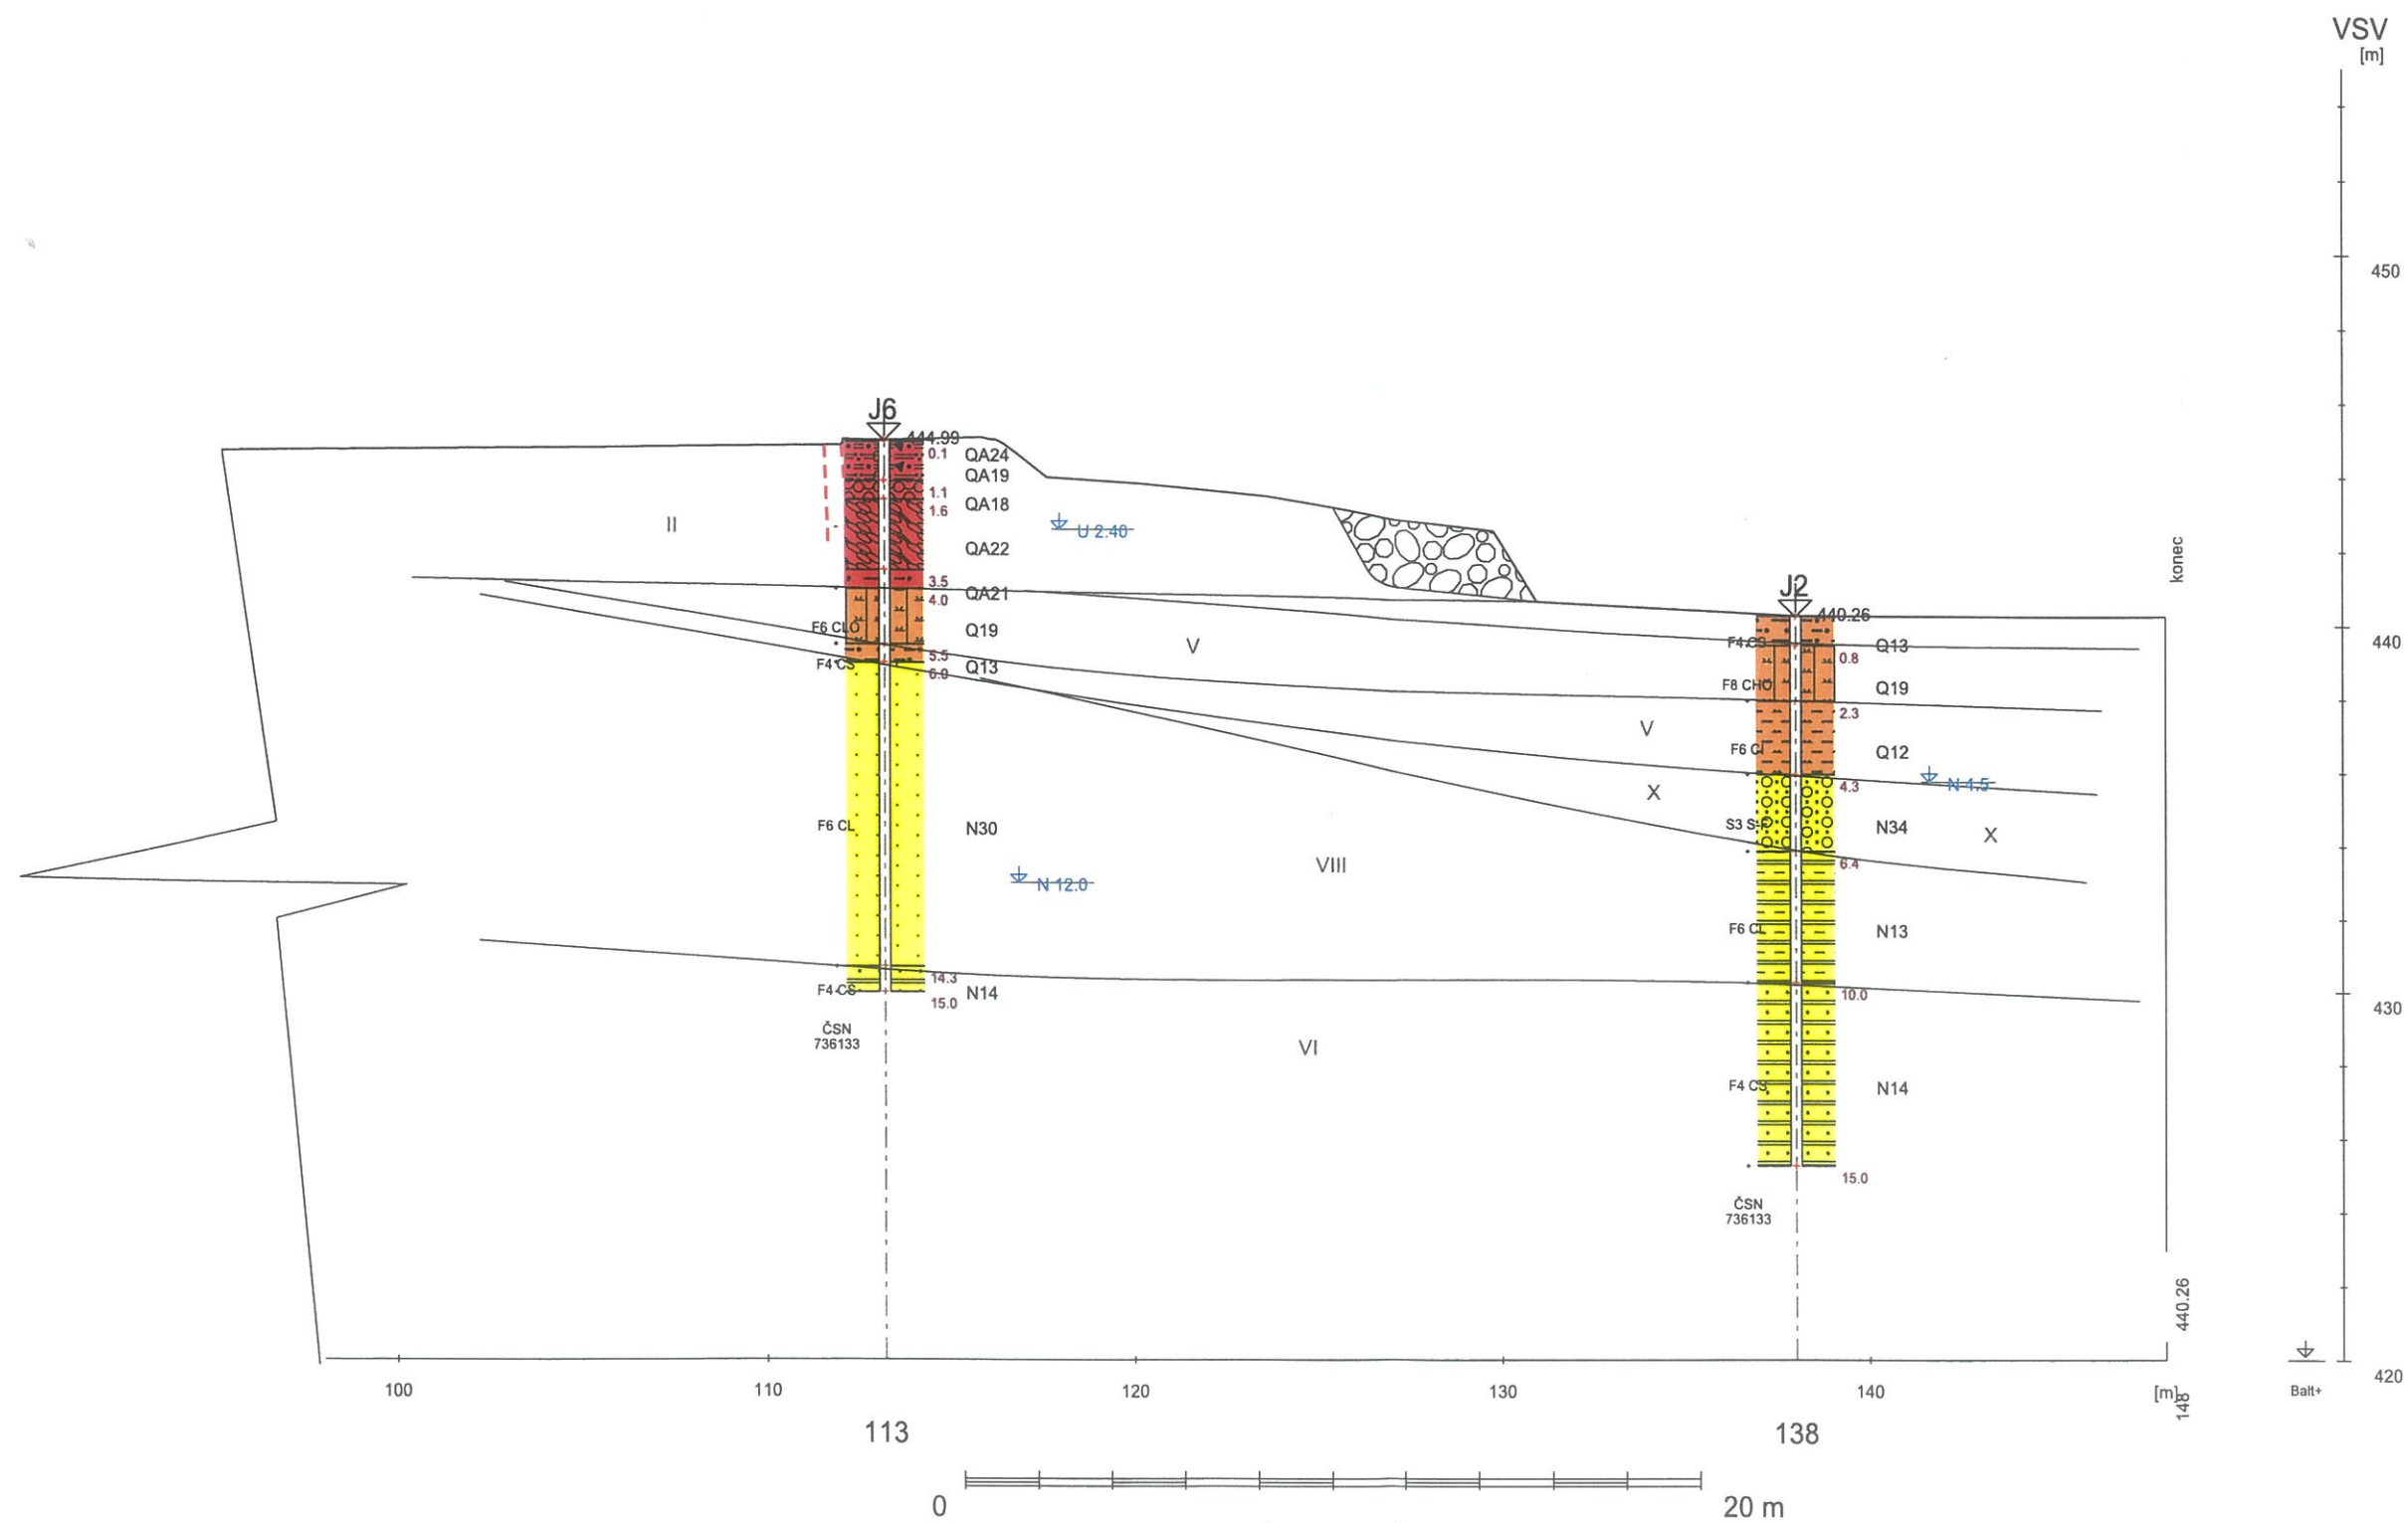 VSV
[m]
450
J6
444.99
0.1
QA24
QA19
1.1
QA18
1.6
II
U 2.40
QA22
konec
3.5
QA21
4.0
J2
440.26
440
F6 CLO
Q19
V
F4 CS
Q13
0.8
5.5
F4 CS
Q13
6.0
F8 CHO
Q19
2.3
V
F6 CI
Q12
N 4.5
4.3
X
F6 CL
N30
S3 S-F
N34
X
VIII
6.4
N 12.0
F6 CL
N13
14.3
F4 CS
N14
15.0
10.0
430
ČSN
736133
VI
F4 CS
N14
15.0
ČSN
736133
440.26
420
100
110
120
130
140
[m]
148
Balt+
113
138
0
20 m